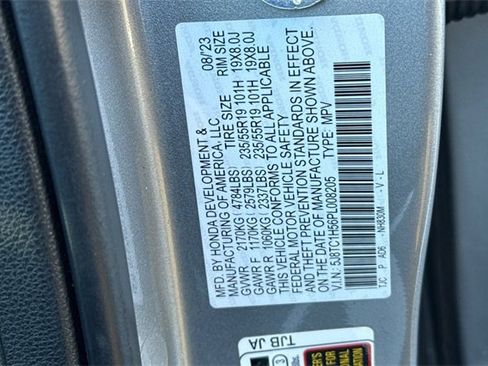 MFD. BY HONDA DEVELOPMENT & 08/23
MANUFACTURING OF AMERICA, LLC TIRE SIZE RIM SIZE
GVWR 2170KG ( 4784LBS)
GAWR F 1170KG ( 2579LBS) 235/55R19 101H 19X8.0J
GAWR R 1060KG ( 2337LBS) 235/55R19 101H 19X8.0J
THIS VEHICLE CONFORMS TO ALL APPLICABLE
FEDERAL MOTOR VEHICLE SAFETY
AND THEFT PREVENTION STANDARDS IN EFFECT
ON THE DATE OF MANUFACTURE SHOWN ABOVE.
V.I.N.: 5J8TC1H56PL008205 TYPE: MPV
TJC P AD6 NH830M - V - L
TJB JA